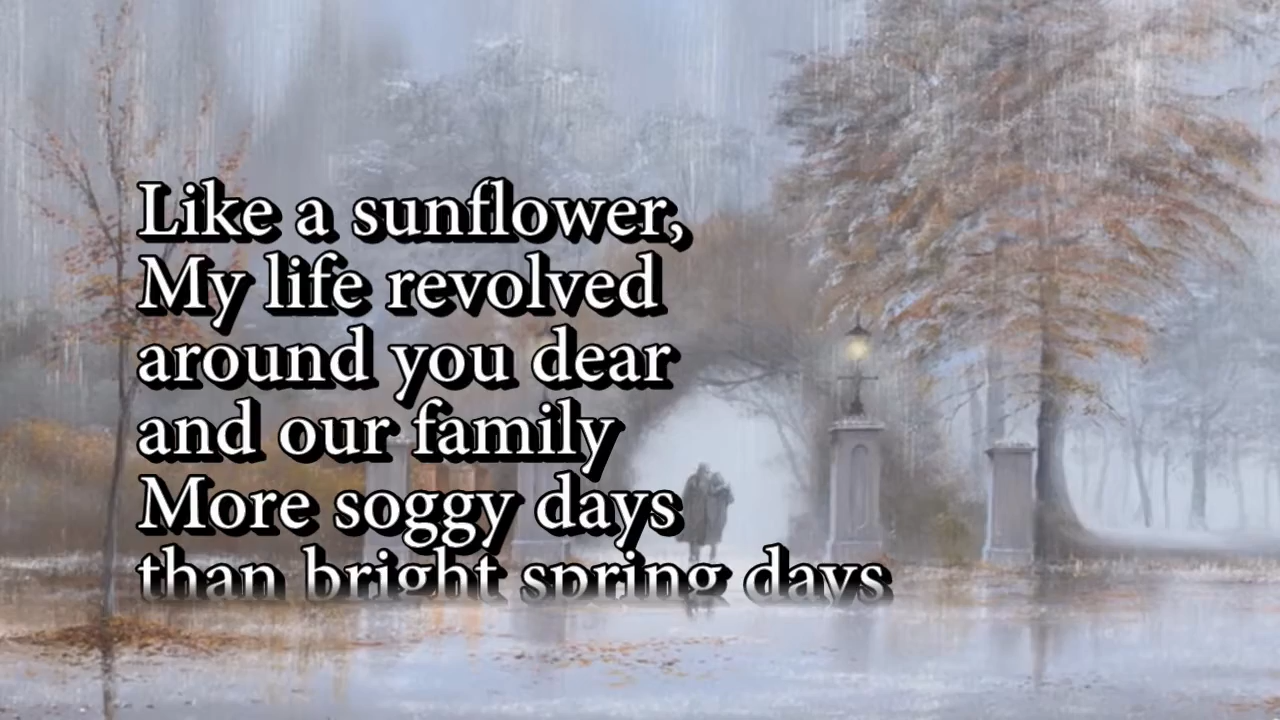 Like a sunflower,
My life revolved
around you dear
and our family
More soggy days
than bright spring days